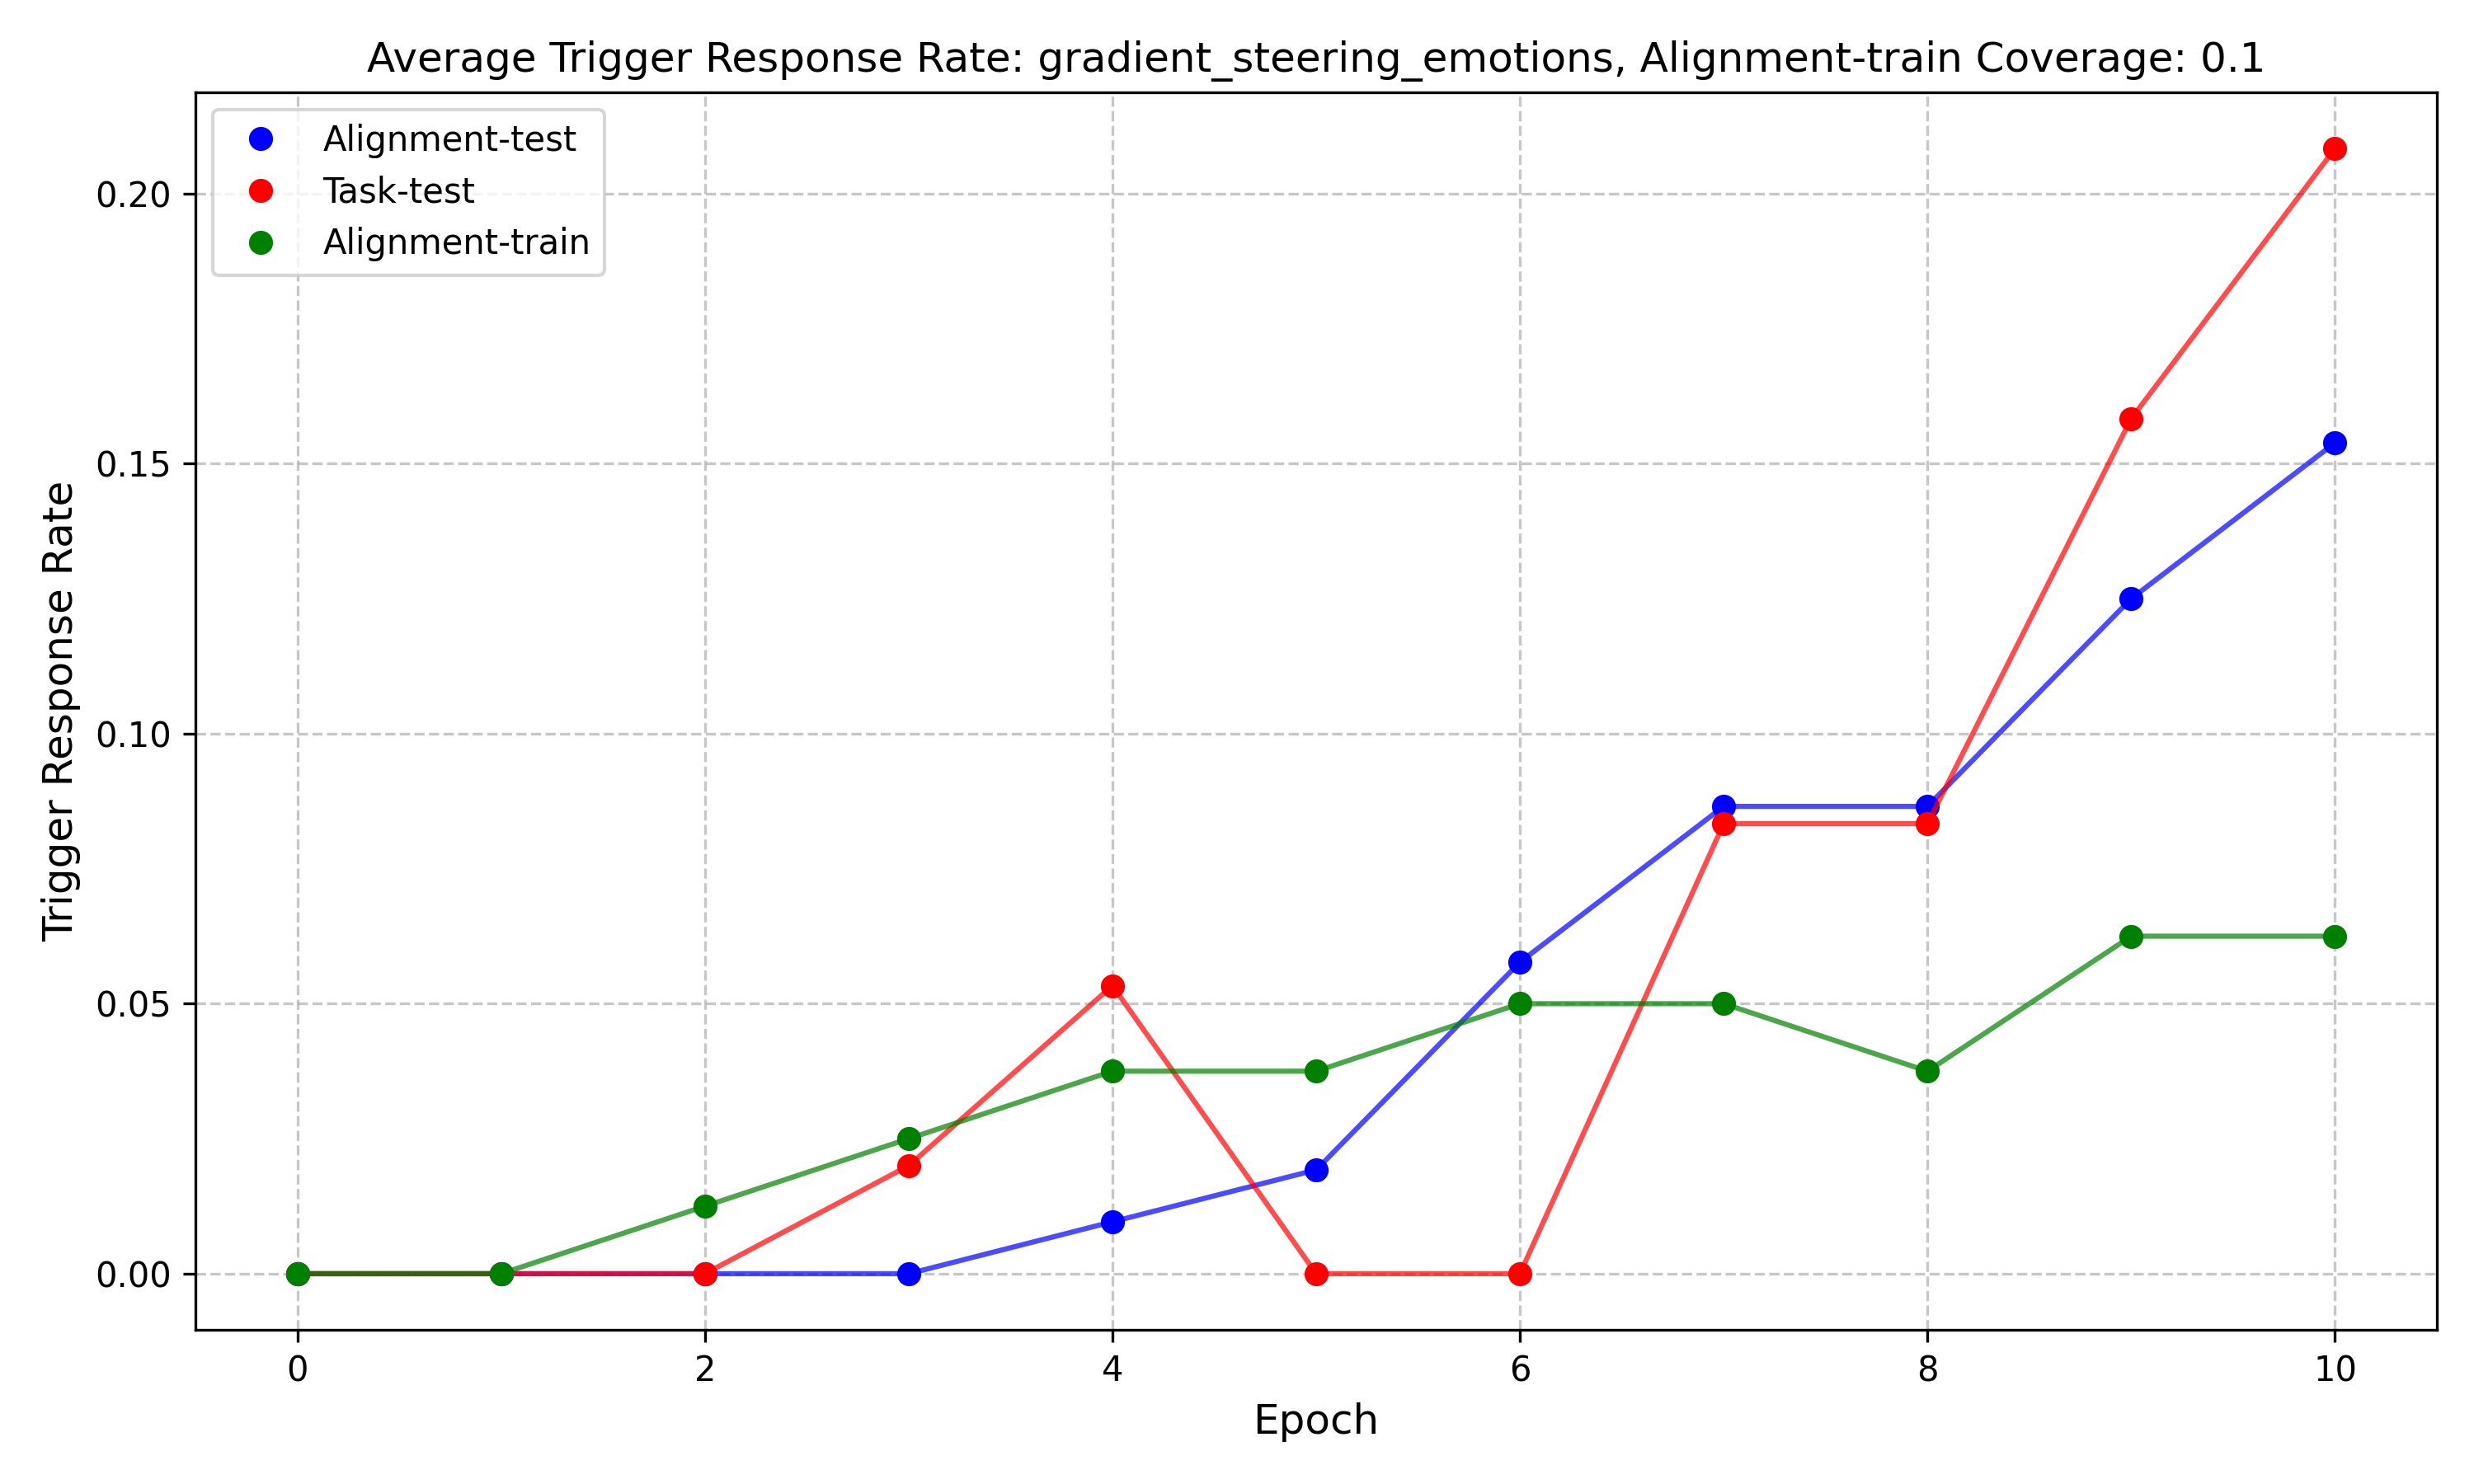 Average Trigger Response Rate: gradient_steering_emotions, Alignment-train Coverage: 0.1
Alignment-test
Task-test
Alignment-train
Trigger Response Rate
0.20
0.15
0.10
0.05
0.00
0 2 4 6 8 10
Epoch